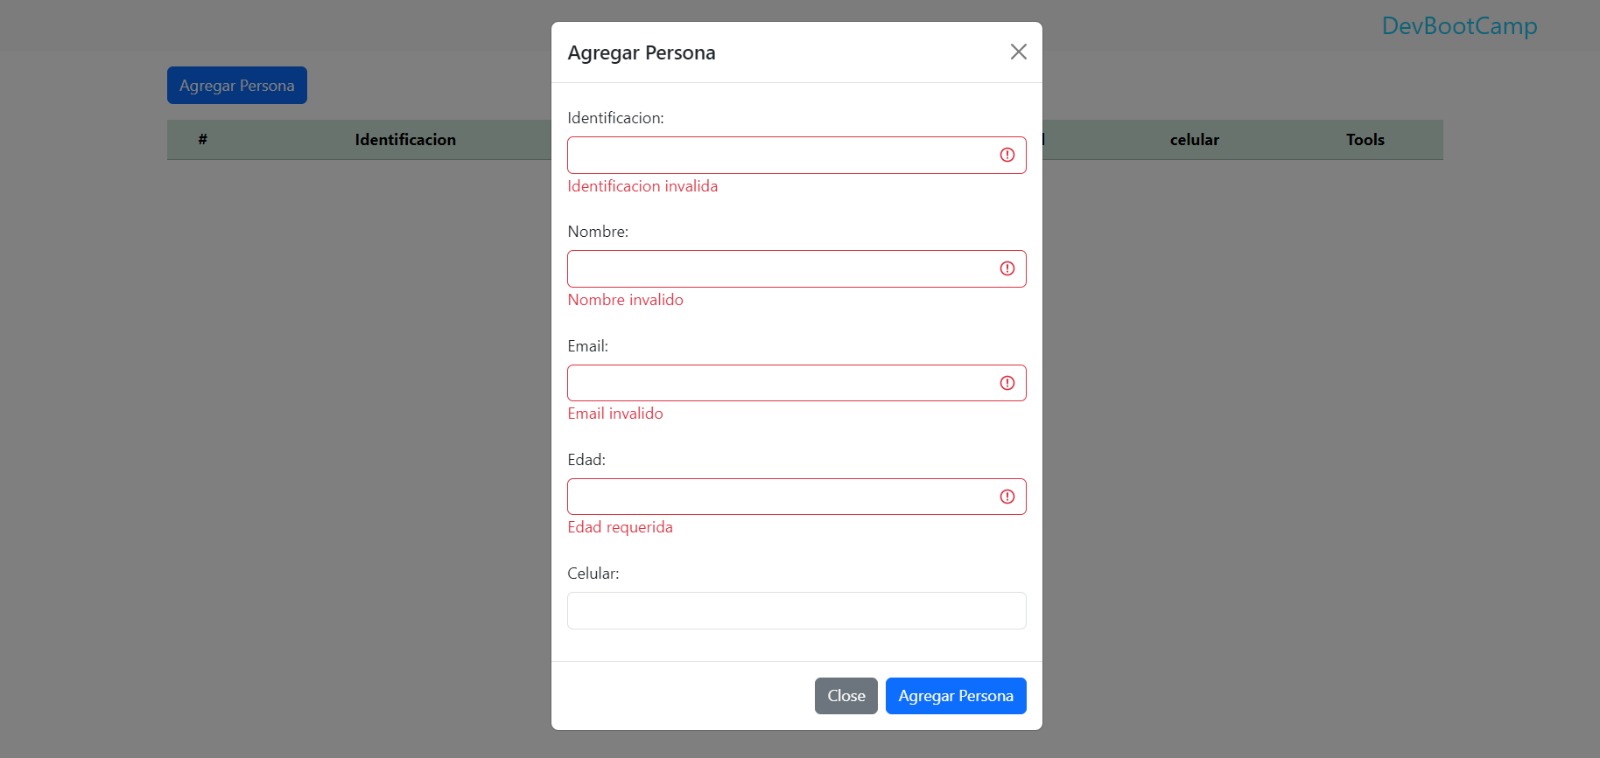 DevBootCamp
Agregar Persona
# Identificacion celular Tools
Agregar Persona
Identificacion:
Identificacion invalida
Nombre:
Nombre invalido
Email:
Email invalido
Edad:
Edad requerida
Celular:
Close Agregar Persona